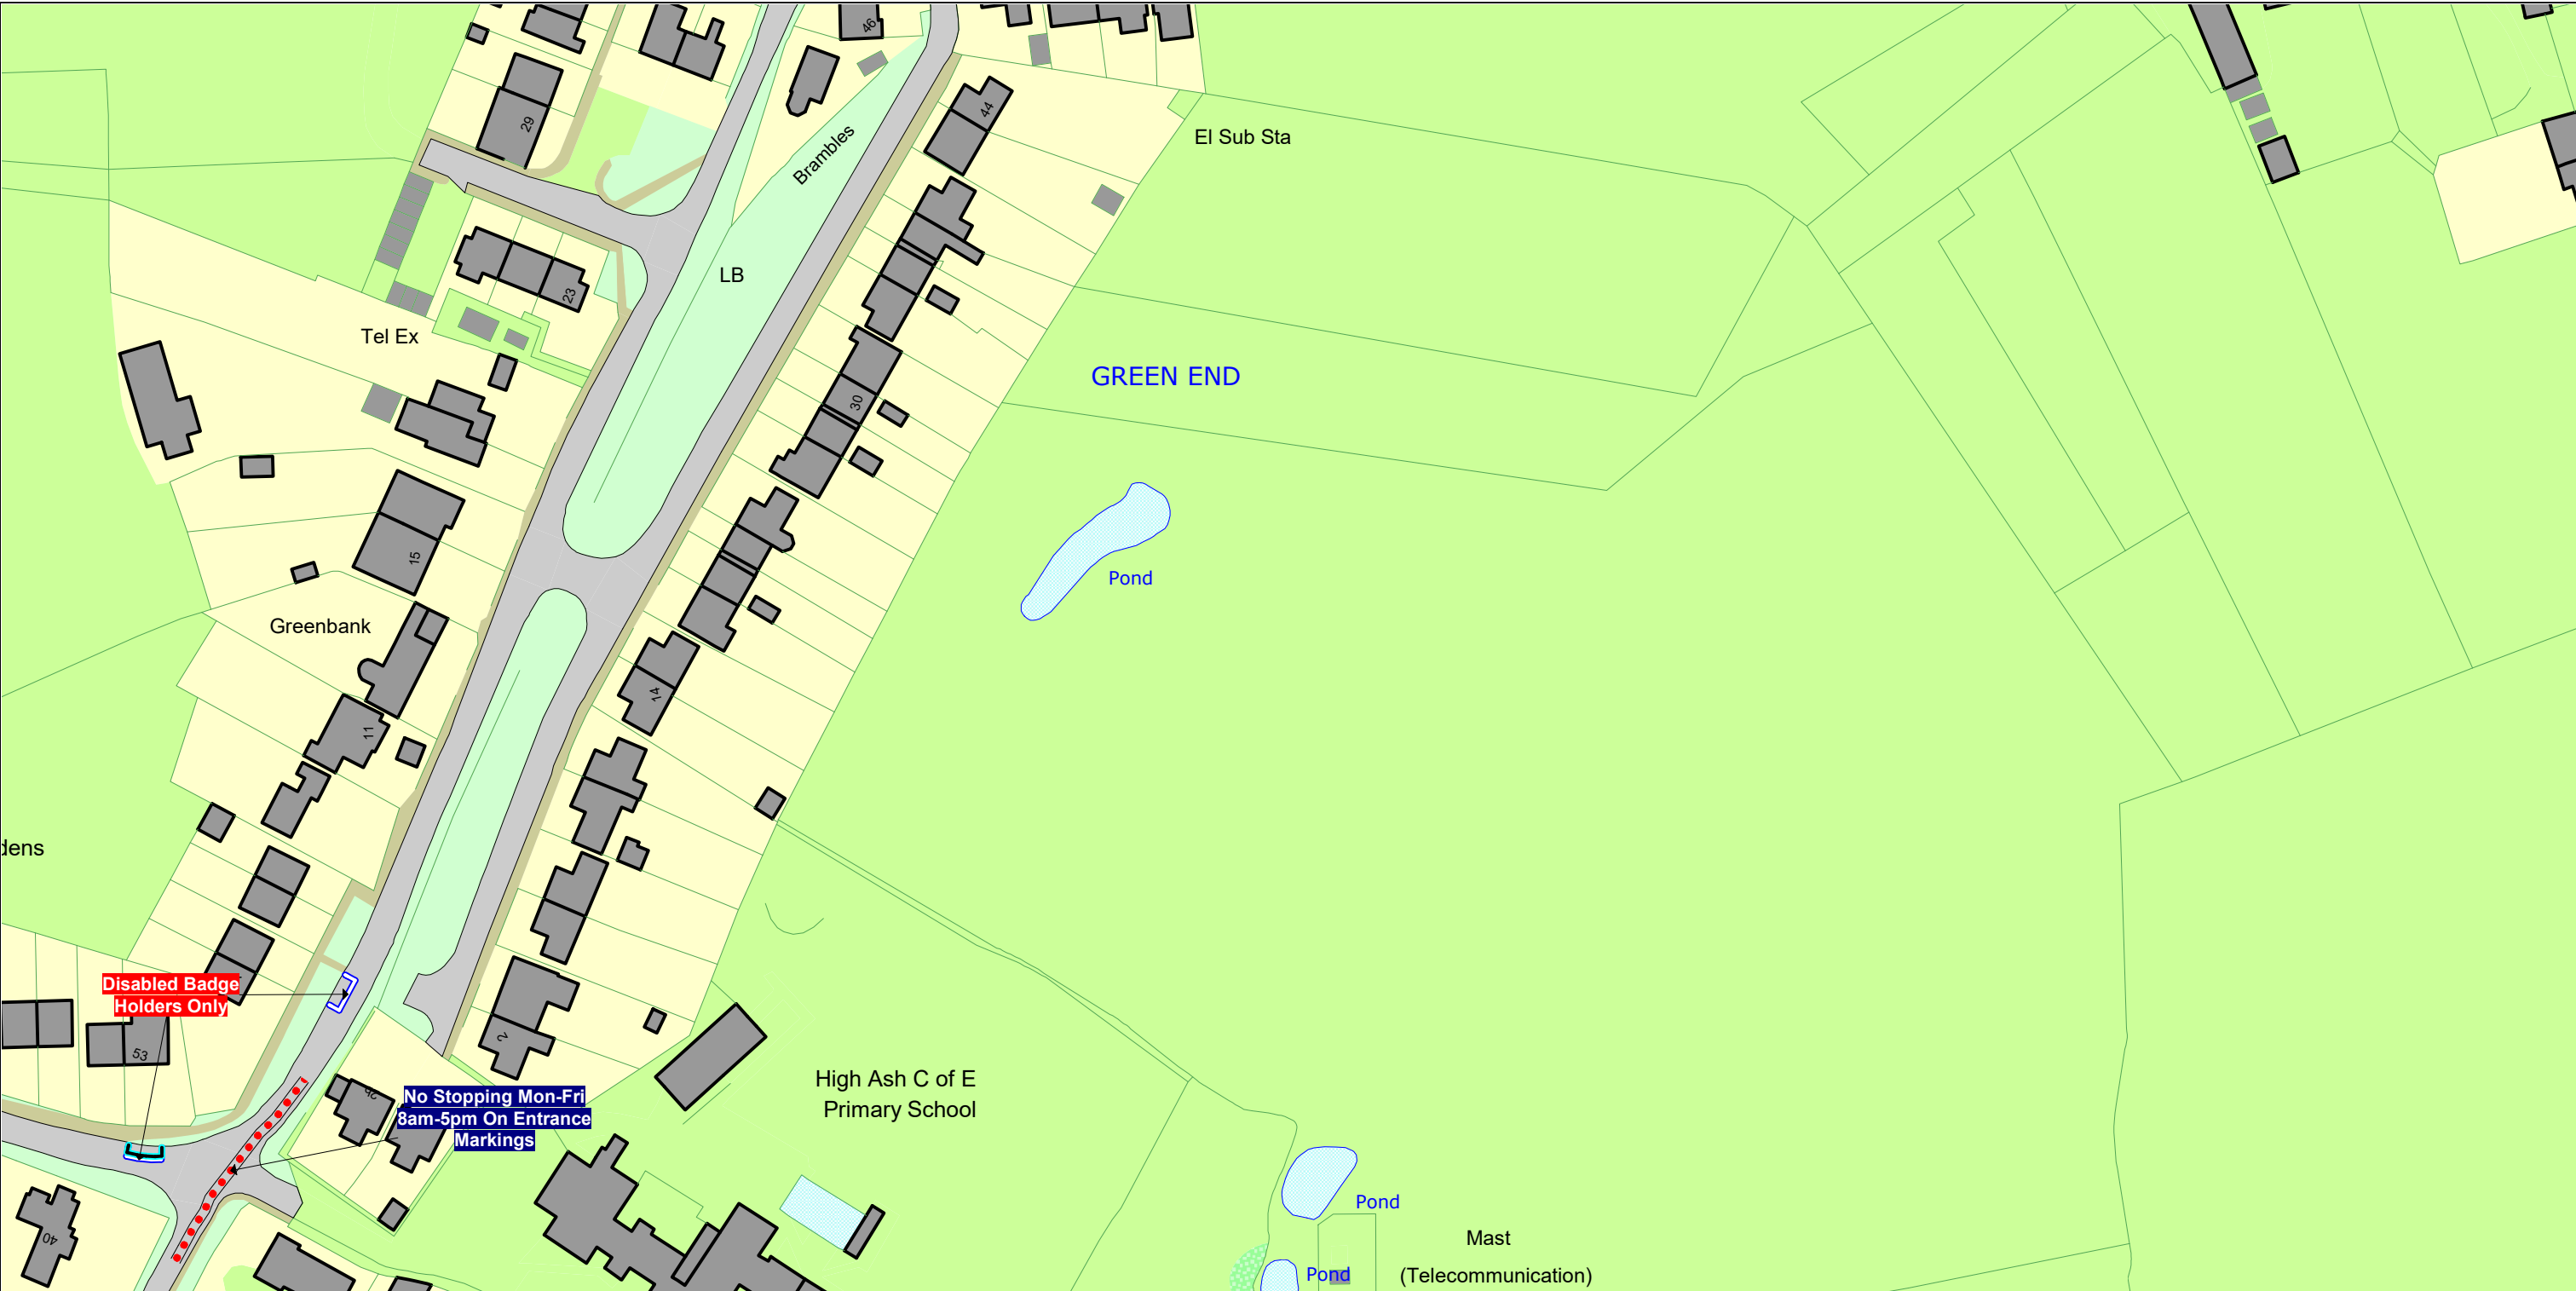 46
44
29
El Sub Sta
Brambles
LB
23
Tel Ex
GREEN END
30
15
Pond
Greenbank
14
11
dens
Disabled Badge
Holders Only
2
53
High Ash C of E
Primary School
2b
No Stopping Mon-Fri
8am-5pm On Entrance
Markings
Pond
40
Mast
(Telecommunication)
Pond